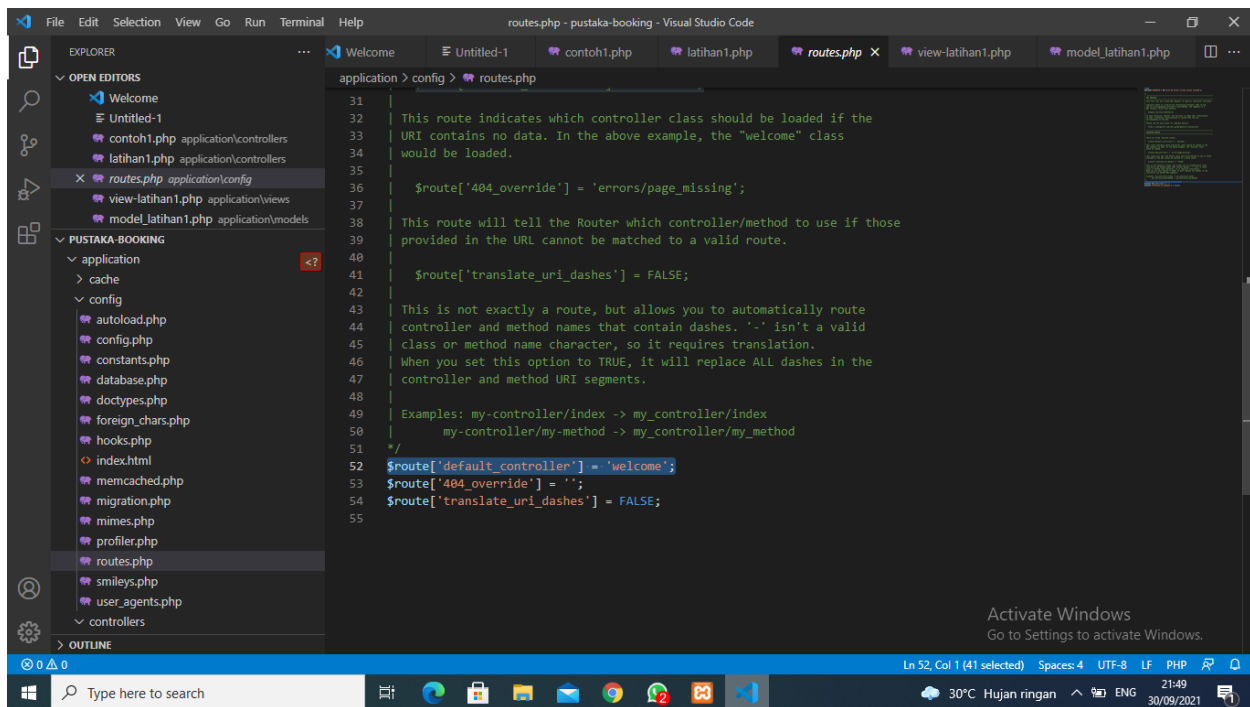 File Edit Selection View Go Run Terminal Help routes.php - pustaka-booking - Visual Studio Code
EXPLORER
Welcome Untitled-1 contoh1.php latihan1.php routes.php view-latihan1.php model_latihan1.php
OPEN EDITORS
Welcome
Untitled-1
contoh1.php application\controllers
latihan1.php application\controllers
routes.php application\config
view-latihan1.php application\views
model_latihan1.php application\models
PUSTAKA-BOOKING
application
<?
cache
config
autoload.php
config.php
constants.php
database.php
doctypes.php
foreign_chars.php
hooks.php
index.html
memcached.php
migration.php
mimes.php
profiler.php
routes.php
smileys.php
user_agents.php
controllers
OUTLINE
application > config > routes.php
31 |
32 | This route indicates which controller class should be loaded if the
33 | URI contains no data. In the above example, the "welcome" class
34 | would be loaded.
35 |
36 | $route['404_override'] = 'errors/page_missing';
37 |
38 | This route will tell the Router which controller/method to use if those
39 | provided in the URL cannot be matched to a valid route.
40 |
41 | $route['translate_uri_dashes'] = FALSE;
42 |
43 | This is not exactly a route, but allows you to automatically route
44 | controller and method names that contain dashes. '-' isn't a valid
45 | class or method name character, so it requires translation.
46 | When you set this option to TRUE, it will replace ALL dashes in the
47 | controller and method URI segments.
48 |
49 | Examples: my-controller/index -> my_controller/index
50 | my-controller/my-method -> my_controller/my_method
51 */
52 $route['default_controller'] = 'welcome';
53 $route['404_override'] = '';
54 $route['translate_uri_dashes'] = FALSE;
55
Activate Windows
Go to Settings to activate Windows.
0 0 Ln 52, Col 1 (41 selected) Spaces: 4 UTF-8 LF PHP
Type here to search 2 30°C Hujan ringan ENG 21:49 1
30/09/2021